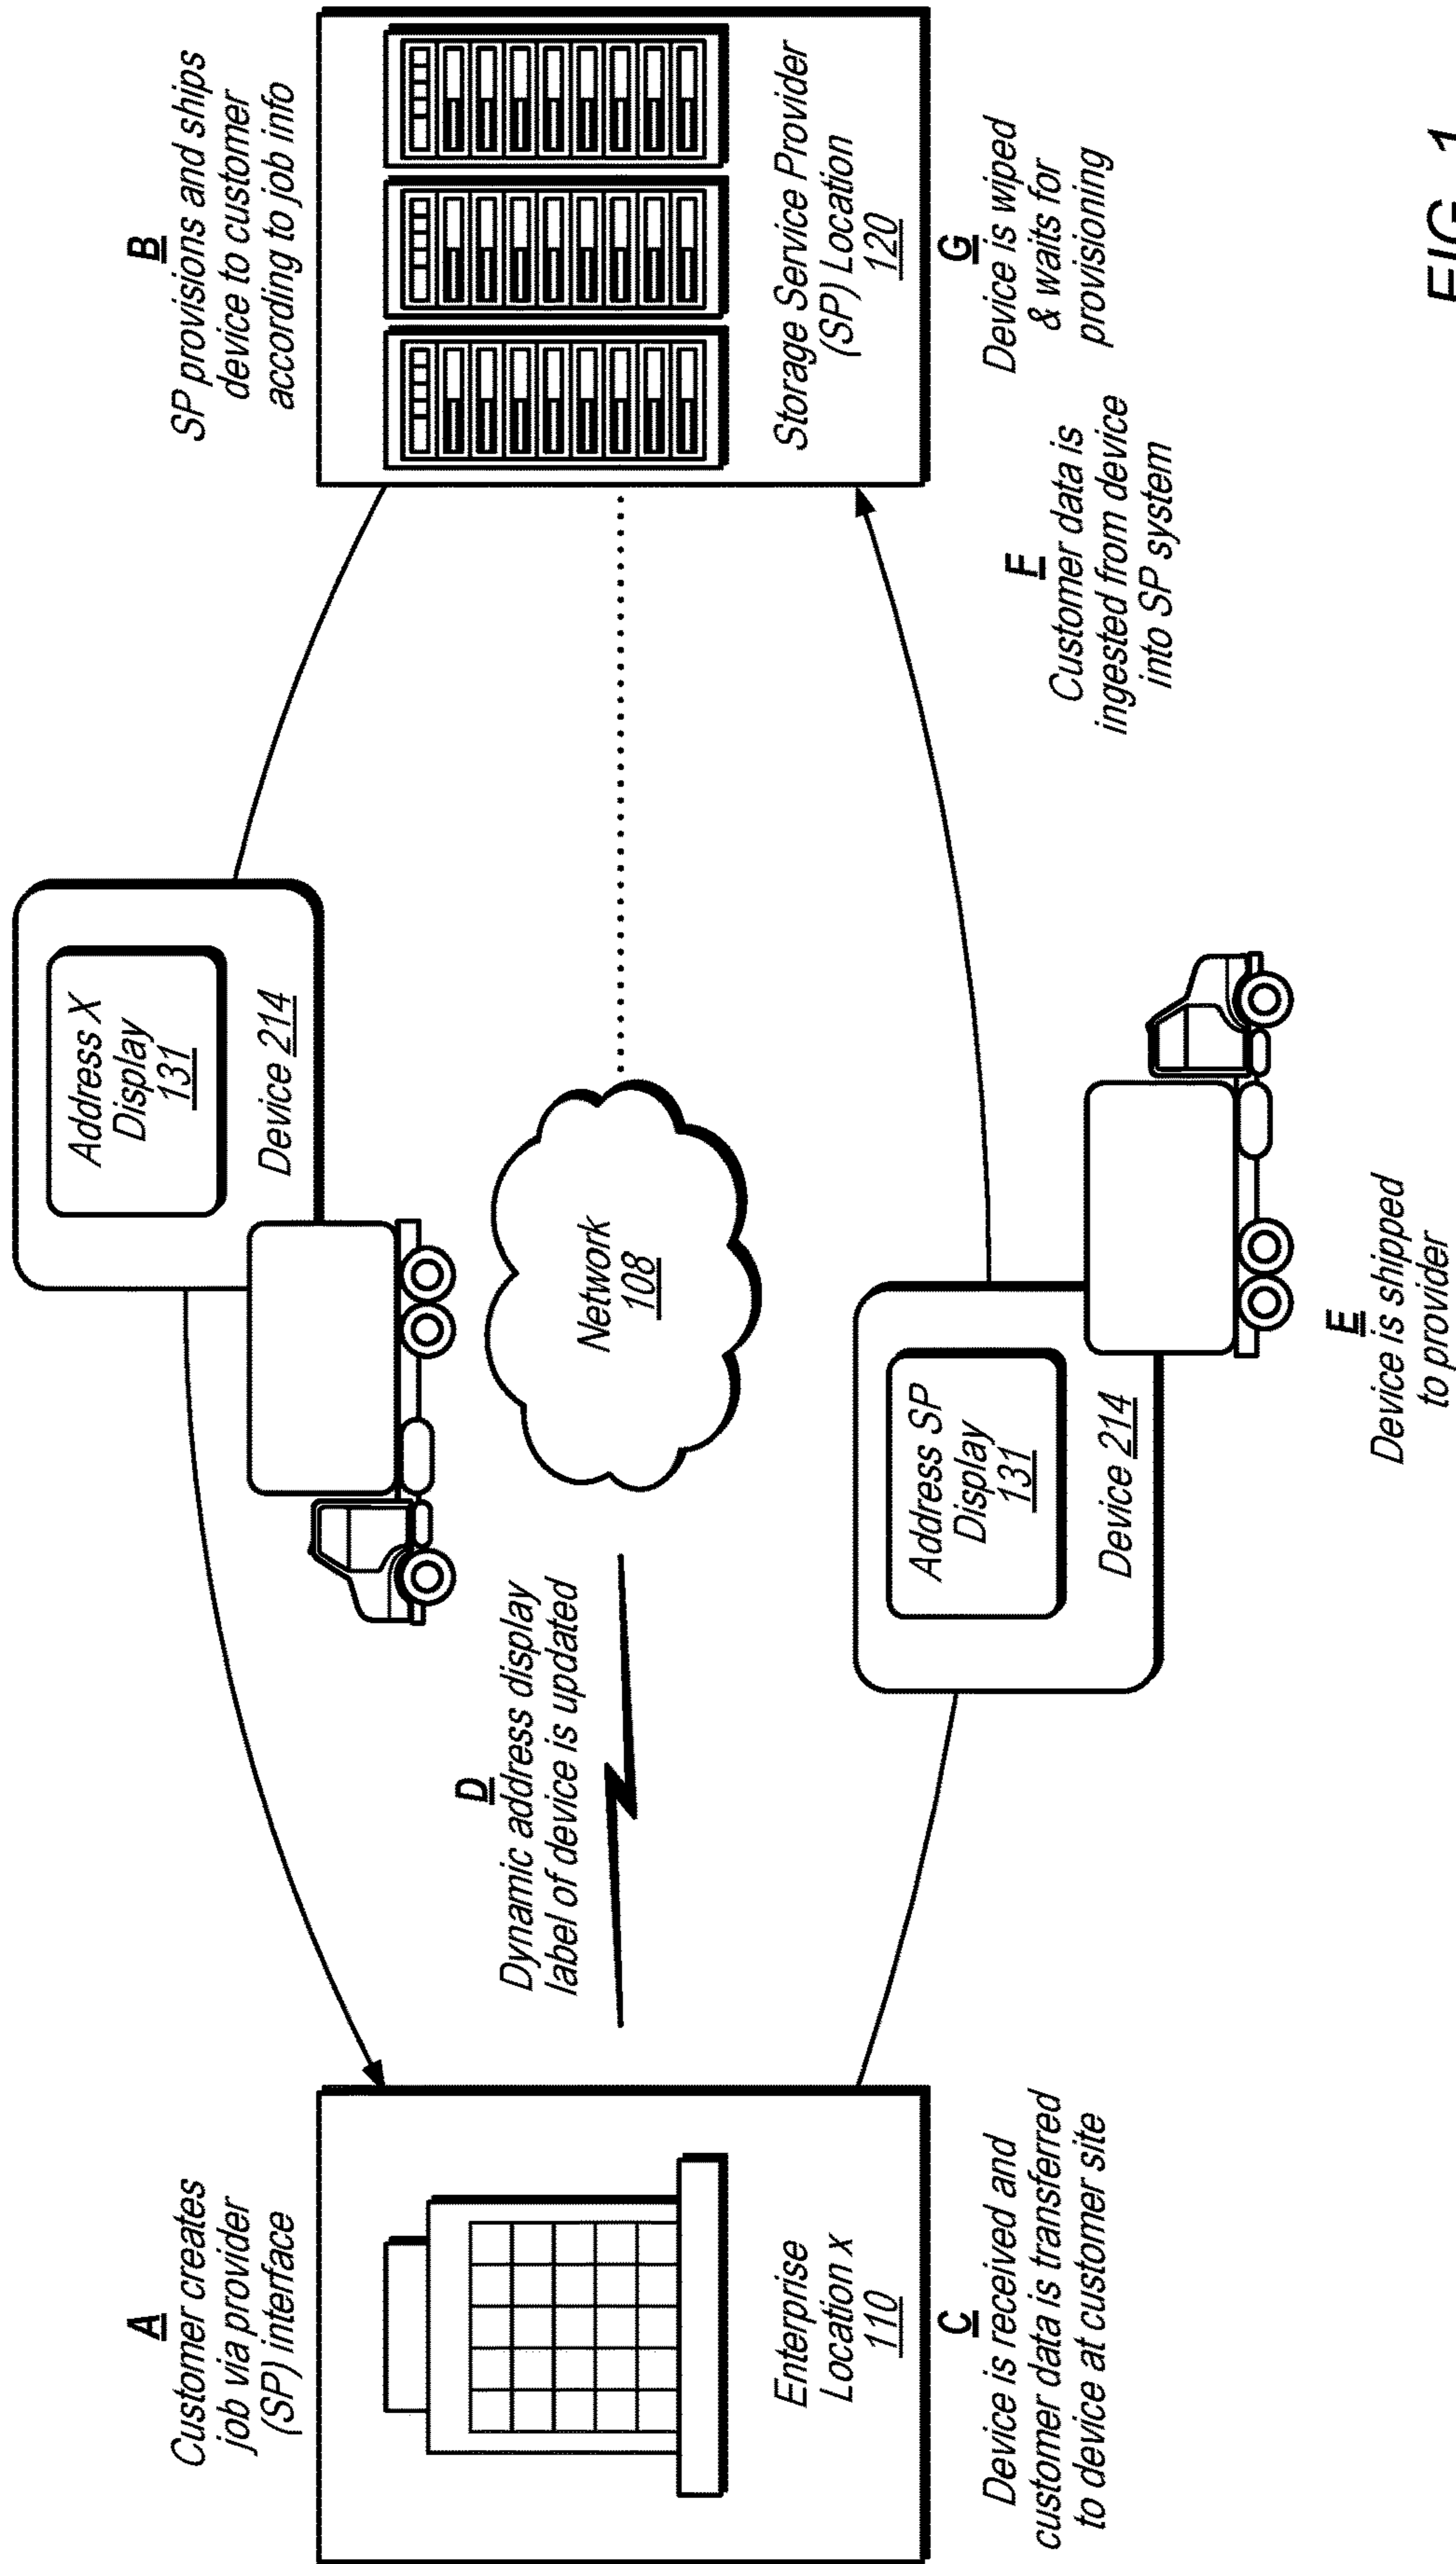 A
Customer creates
job via provider
(SP) interface
B
SP provisions and ships
device to customer
according to job info
Address X
Display
131
Device 214
Enterprise
Location x
110
D
Dynamic address display
label of device is updated
Network
108
Storage Service Provider
(SP) Location
120
C
Device is received and
customer data is transferred
to device at customer site
Address SP
Display
131
Device 214
F
Customer data is
ingested from device
into SP system
G
Device is wiped
& waits for
provisioning
E
Device is shipped
to provider
FIG. 1